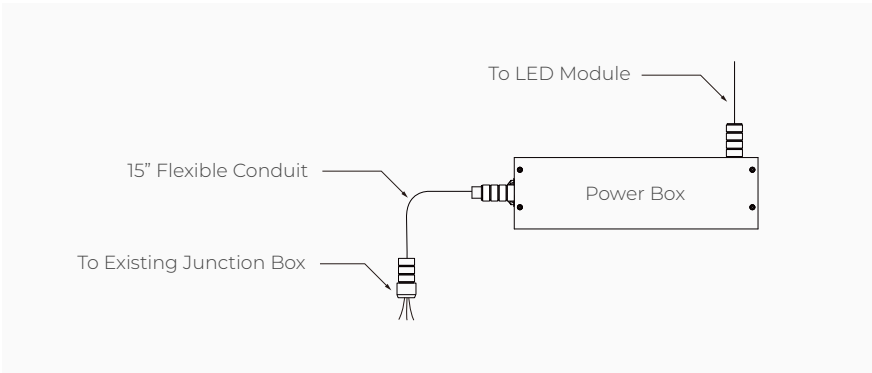 To LED Module
15” Flexible Conduit
Power Box
To Existing Junction Box